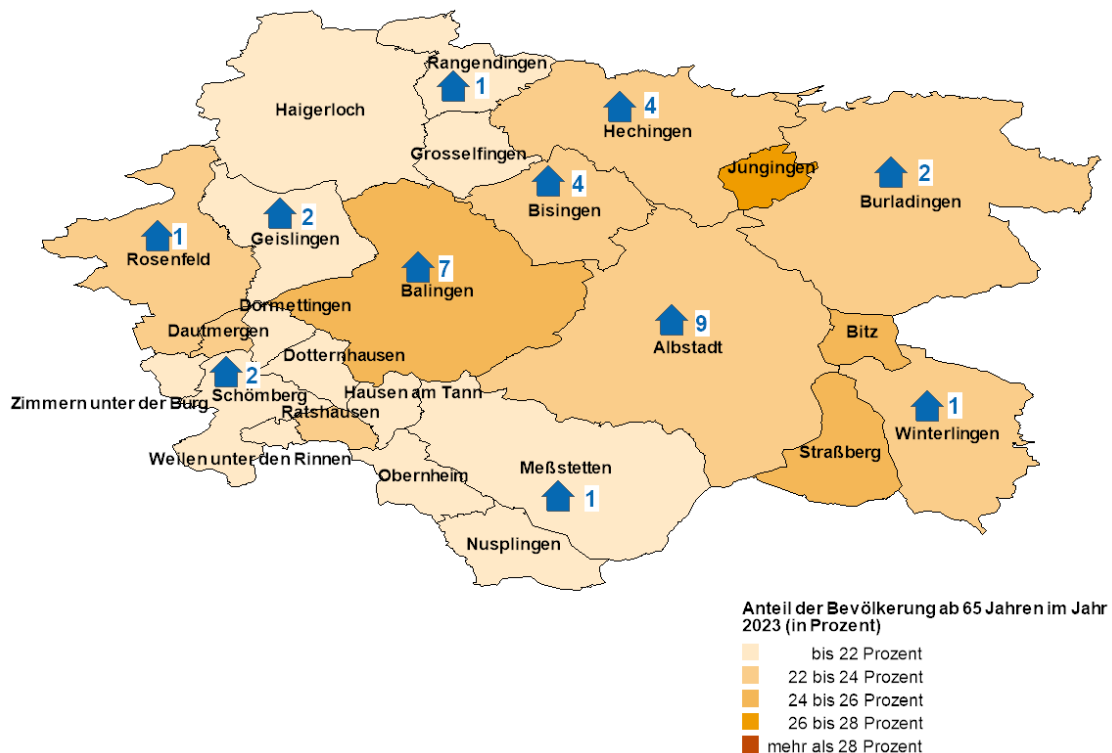 Rangendingen
1
Haigerloch
4
Hechingen
Grosselfingen
Jungingen
4
Bisingen
2
Burladingen
2
Geislingen
1
Rosenfeld
7
Balingen
Dormettingen
9
Albstadt
Dautmergen
Bitz
Dotternhausen
2
Schömberg
Hausen am Tann
Zimmern unter der Burg
Ratshausen
1
Winterlingen
Straßberg
Weilen unter den Rinnen
Obernheim
Meßstetten
1
Nusplingen
Anteil der Bevölkerung ab 65 Jahren im Jahr
2023 (in Prozent)
bis 22 Prozent
22 bis 24 Prozent
24 bis 26 Prozent
26 bis 28 Prozent
mehr als 28 Prozent